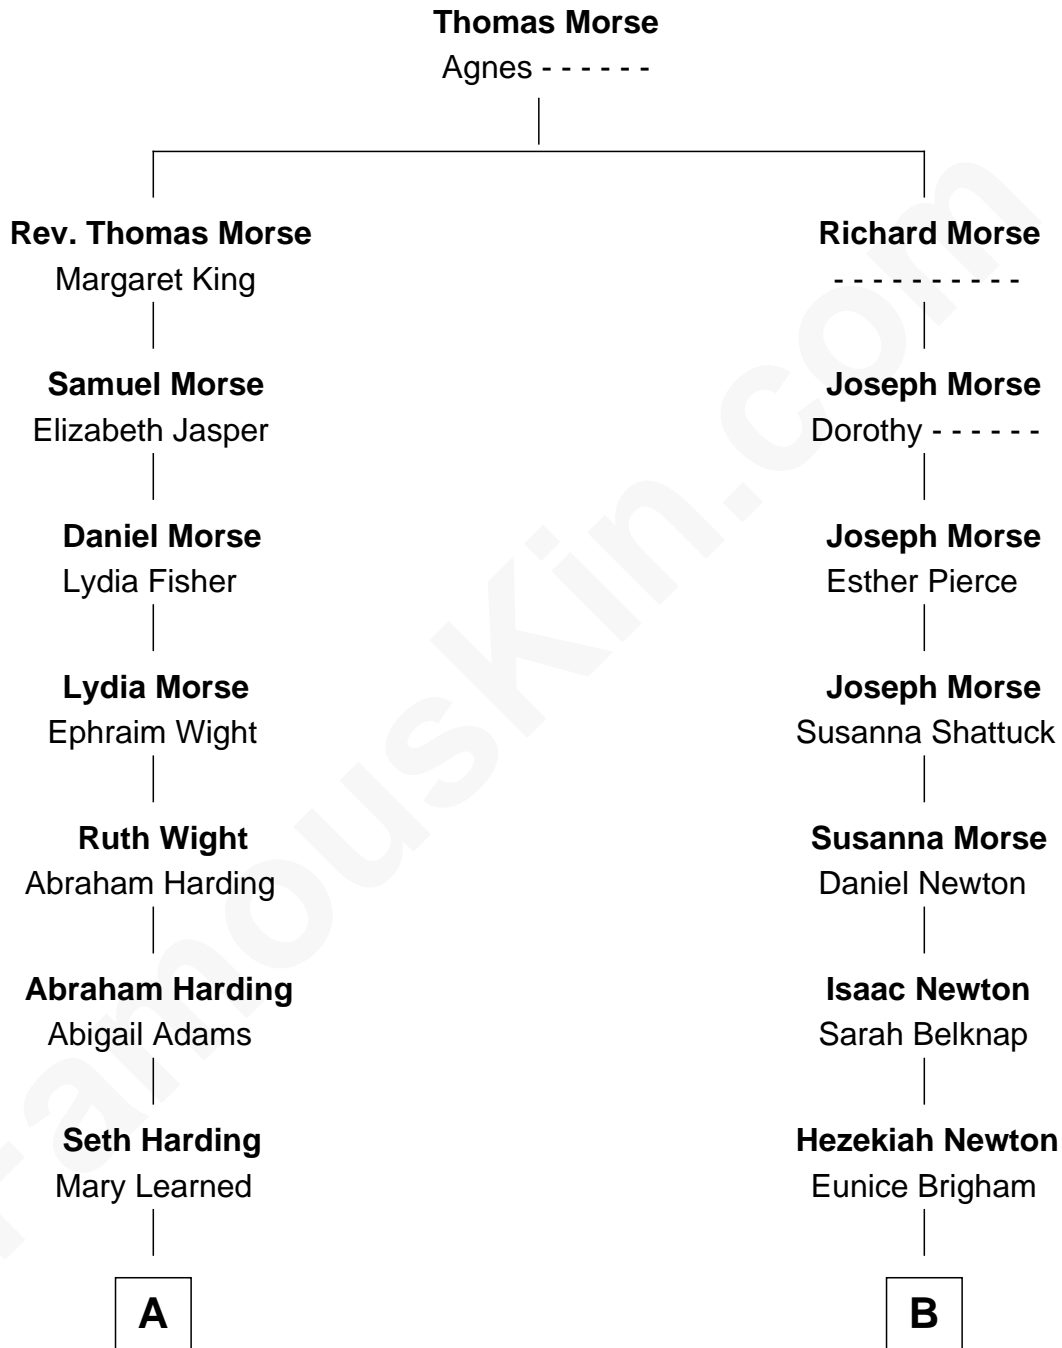 Thomas Morse
Agnes - - - - - -
Rev. Thomas Morse
Margaret King
Samuel Morse
Elizabeth Jasper
Daniel Morse
Lydia Fisher
Lydia Morse
Ephraim Wight
Ruth Wight
Abraham Harding
Abraham Harding
Abigail Adams
Seth Harding
Mary Learned
A
Richard Morse
- - - - - - - - - -
Joseph Morse
Dorothy - - - - - -
Joseph Morse
Esther Pierce
Joseph Morse
Susanna Shattuck
Susanna Morse
Daniel Newton
Isaac Newton
Sarah Belknap
Hezekiah Newton
Eunice Brigham
B
FamousKin.com